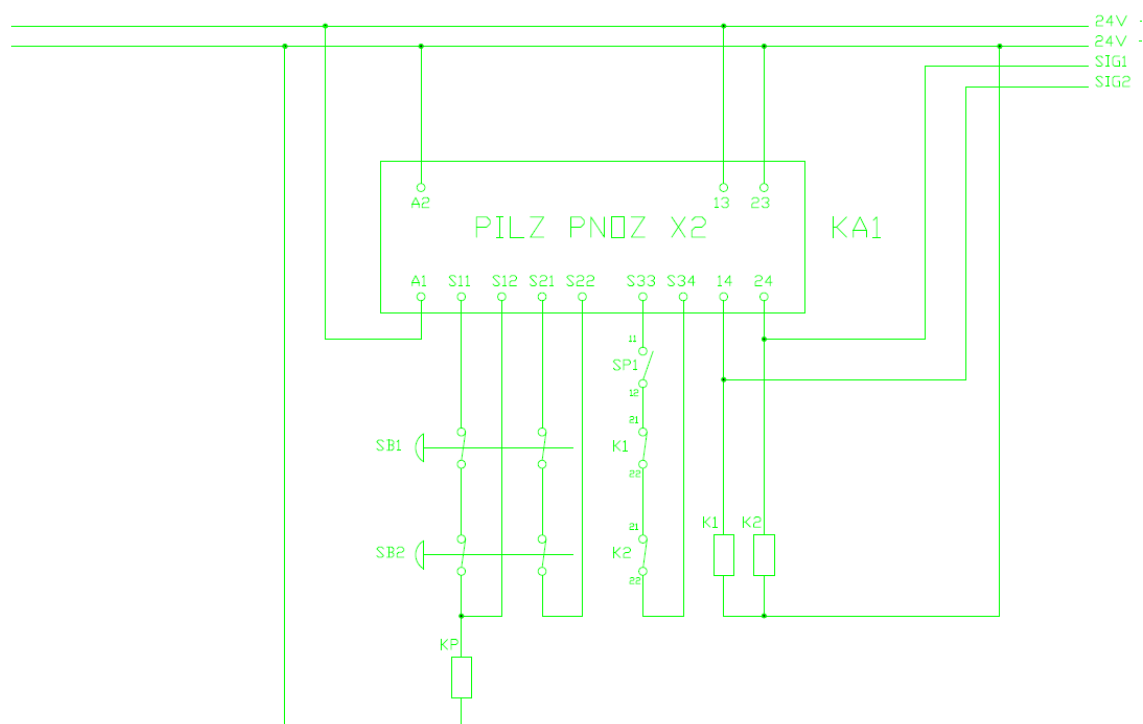 24V -
24V -
SIG1
SIG2
A2 13 23
PILZ PNOZ X2 KA1
A1 S11 S12 S21 S22 S33 S34 14 24
11
SP1
12
21
SB1 K1
22
K1 K2
21
SB2 K2
22
KP